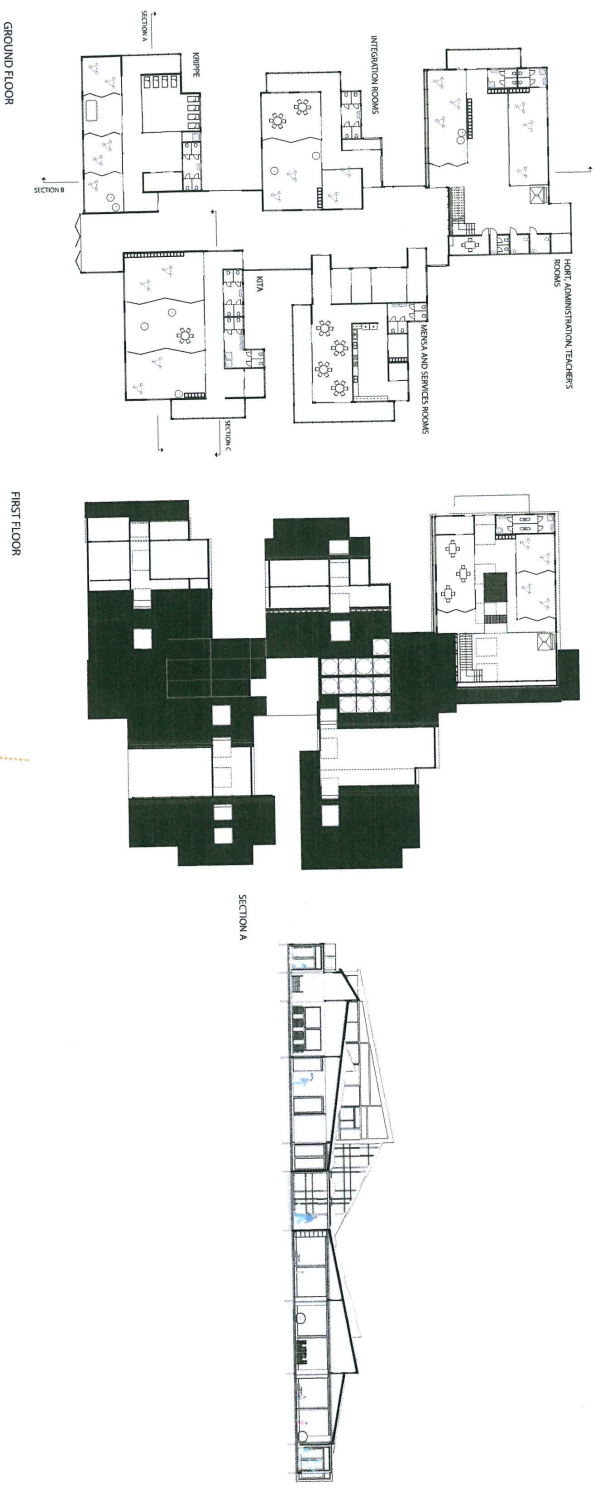 GROUND FLOOR
SECTION A
KRIPPE
SECTION B
INTEGRATION ROOMS
HORT, ADMINISTRATION, TEACHER'S
ROOMS
KITA
MENSA AND SERVICES ROOMS
SECTION C
FIRST FLOOR
SECTION A